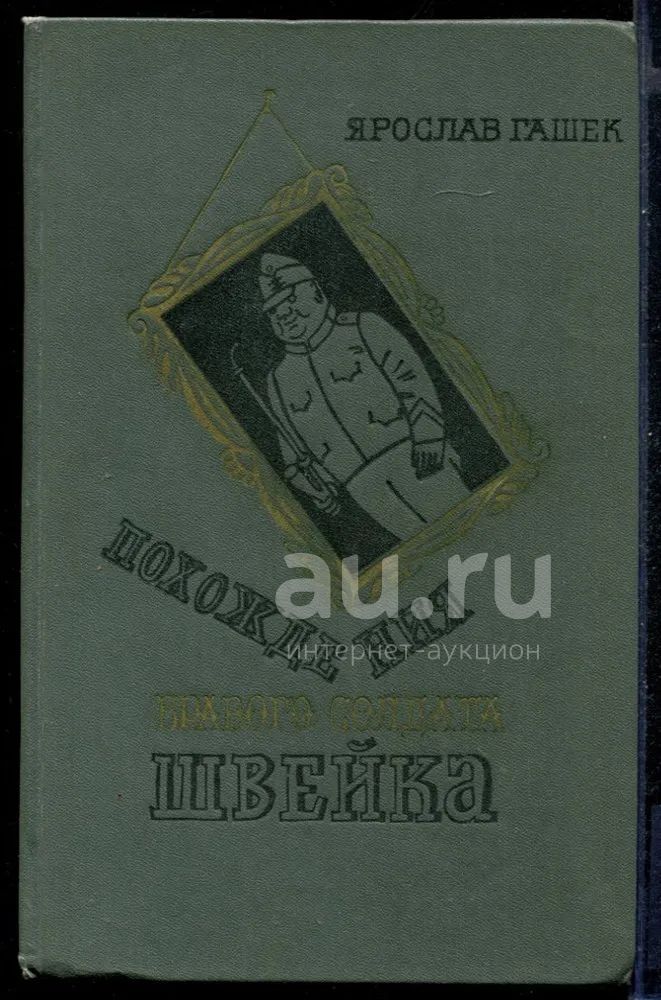 ЯРОСЛАВ ГАШЕК
ПОХОЖДЕНИЯ
au.ru
интернет-аукцион
БРАВОГО СОЛДАТА
ШВЕЙКА